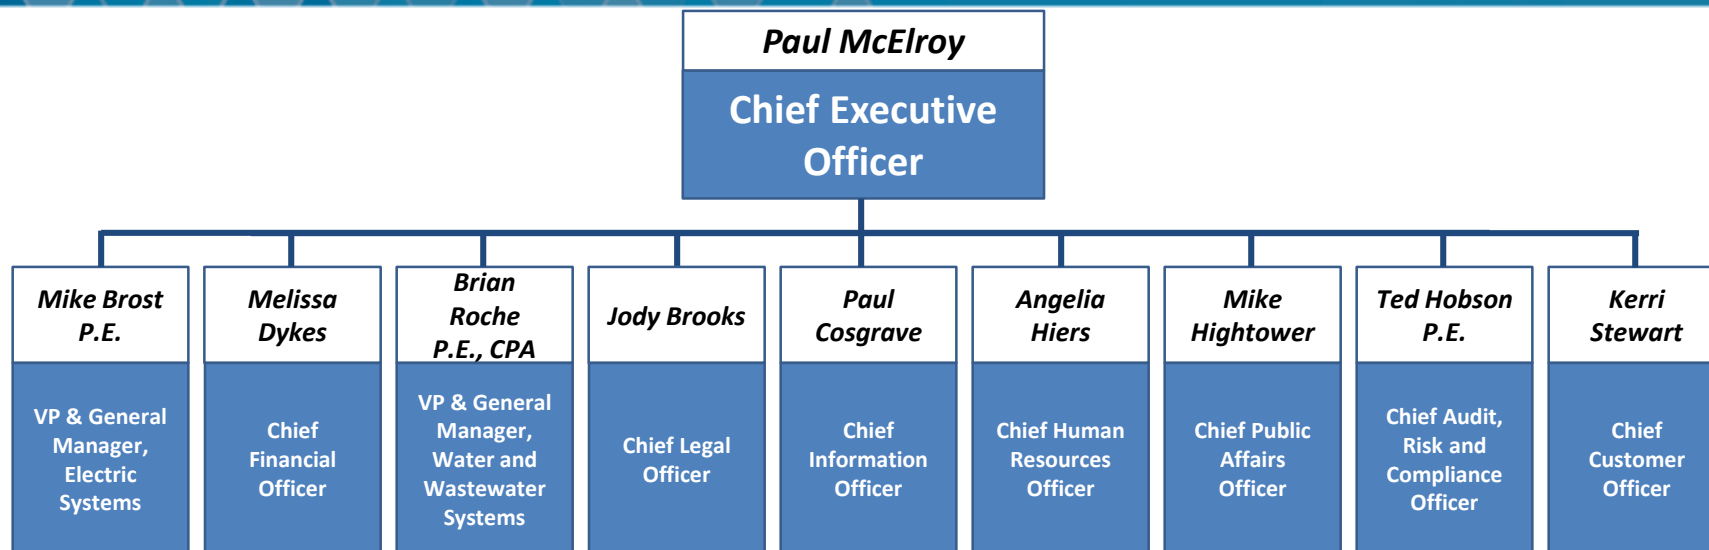 Paul McElroy
Chief Executive
Officer
Mike Brost
P.E.
VP & General
Manager,
Electric
Systems
Melissa
Dykes
Chief
Financial
Officer
Brian
Roche
P.E., CPA
VP & General
Manager,
Water and
Wastewater
Systems
Jody Brooks
Chief Legal
Officer
Paul
Cosgrave
Chief
Information
Officer
Angelia
Hiers
Chief Human
Resources
Officer
Mike
Hightower
Chief Public
Affairs
Officer
Ted Hobson
P.E.
Chief Audit,
Risk and
Compliance
Officer
Kerri
Stewart
Chief
Customer
Officer